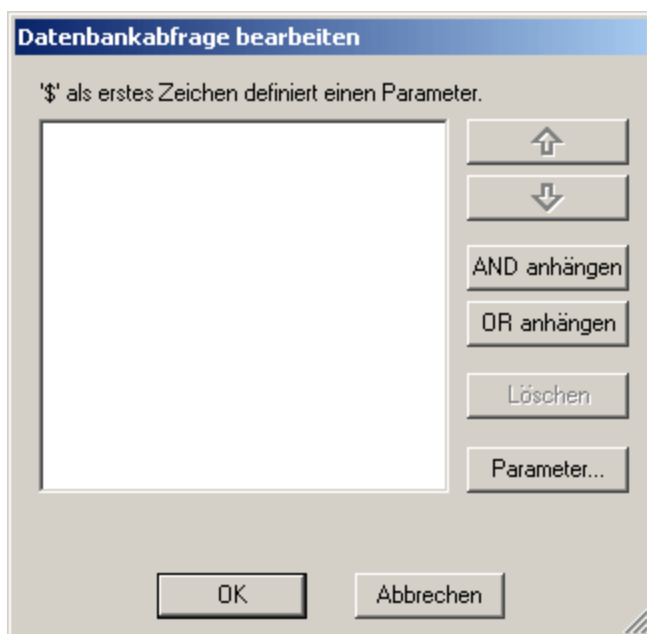 Datenbankabfrage bearbeiten
'$' als erstes Zeichen definiert einen Parameter.
AND anhängen
OR anhängen
Löschen
Parameter...
OK
Abbrechen